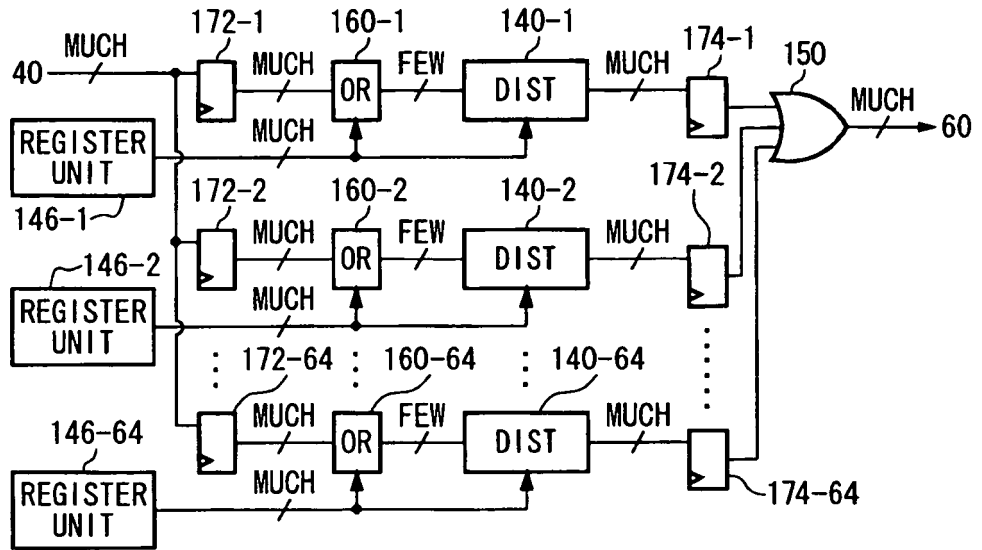 172-1 160-1 140-1 174-1 150
40 MUCH MUCH OR FEW DIST MUCH MUCH 60
REGISTER UNIT MUCH
146-1 172-2 160-2 140-2 174-2
146-2 MUCH OR FEW DIST MUCH
REGISTER UNIT MUCH
172-64 160-64 140-64
146-64 MUCH OR FEW DIST MUCH
REGISTER UNIT MUCH 174-64